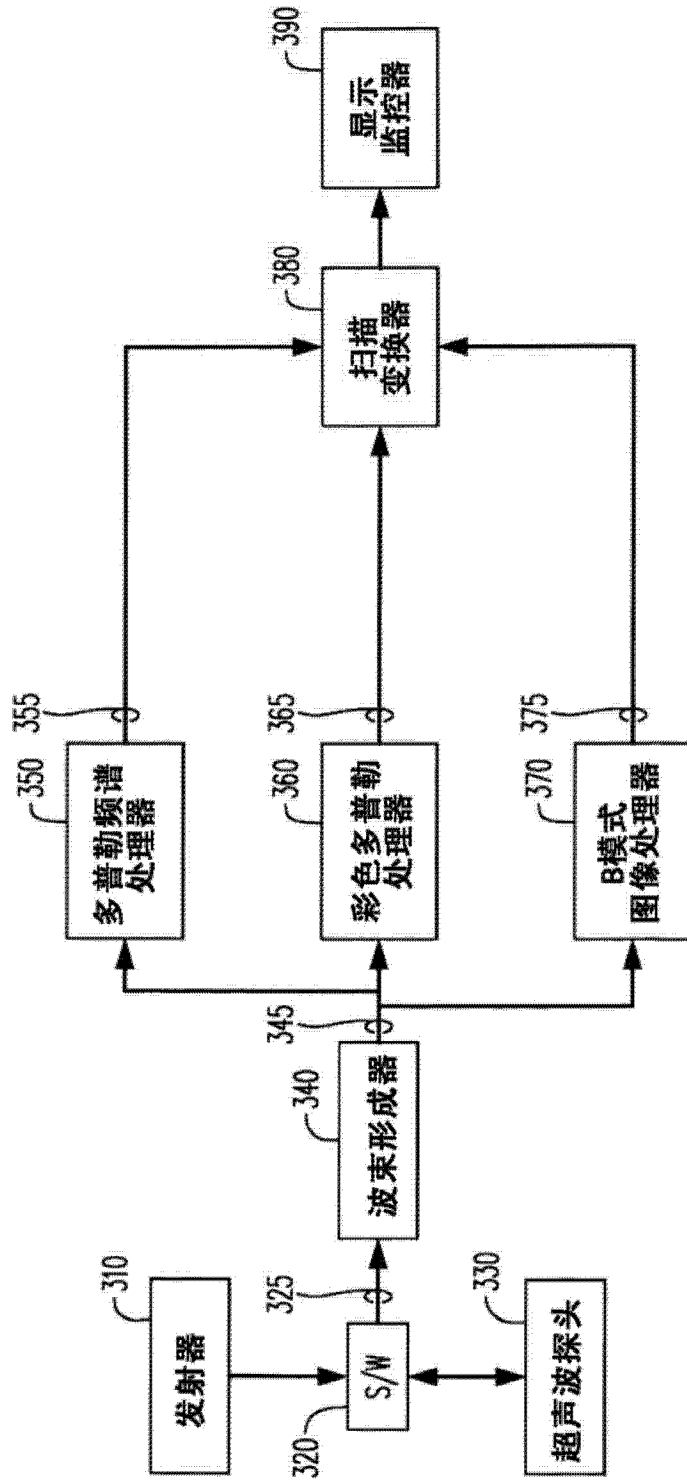 310
发射器
320
S/W
325
330
超声波探头
340
波束形成器
345
350
多普勒频谱
处理器
355
360
彩色多普勒
处理器
365
370
B模式
图像处理器
375
380
扫描
变换器
390
显示
监控器